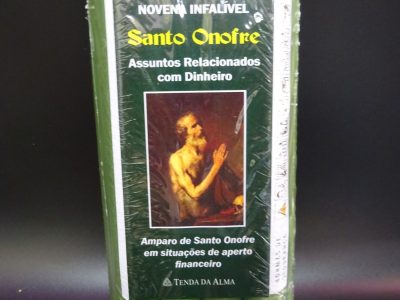 NOVENA INFALÍVEL
Santo Onofre
Assuntos Relacionados
com Dinheiro
Amparo de Santo Onofre
em situações de aperto
financeiro
TENDA DA ALMA